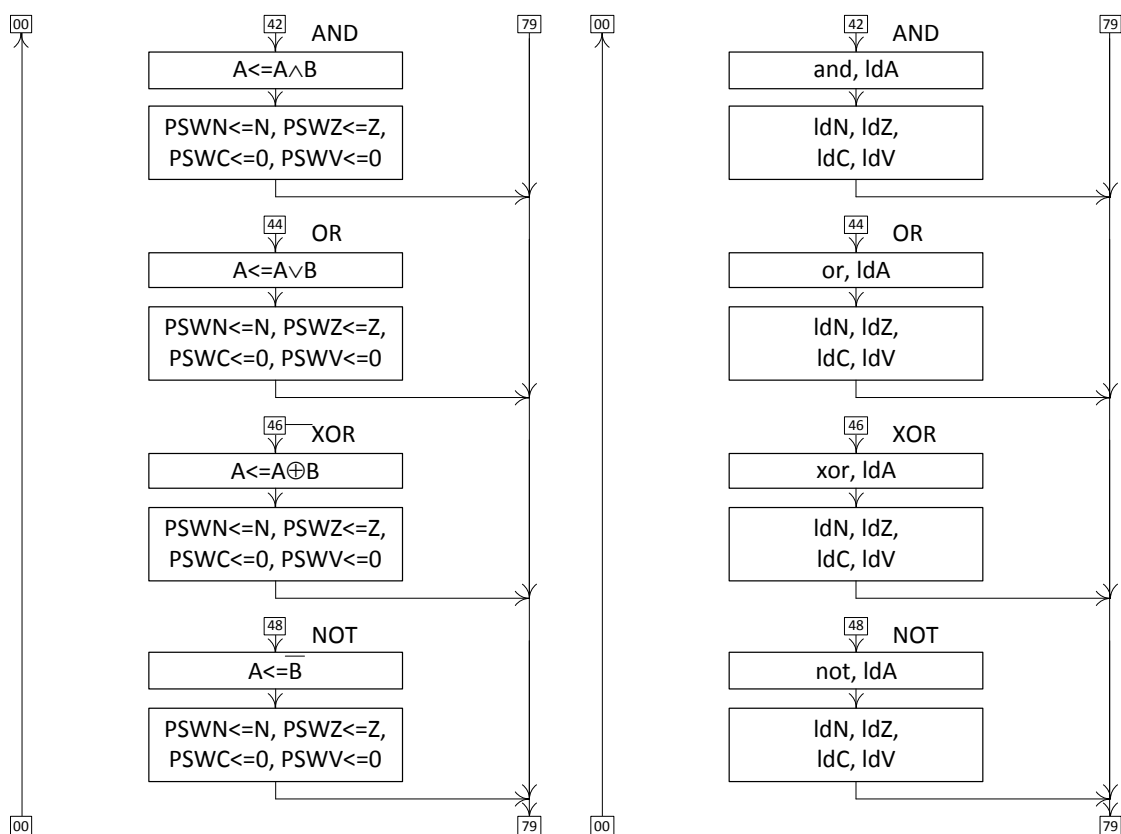 00
42
AND
79
A<=A∧B
PSWN<=N, PSWZ<=Z,
PSWC<=0, PSWV<=0
44
OR
A<=A∨B
PSWN<=N, PSWZ<=Z,
PSWC<=0, PSWV<=0
46
XOR
A<=A⊕B
PSWN<=N, PSWZ<=Z,
PSWC<=0, PSWV<=0
48
NOT
A<=B̅
PSWN<=N, PSWZ<=Z,
PSWC<=0, PSWV<=0
00
79
00
42
AND
79
and, ldA
ldN, ldZ,
ldC, ldV
44
OR
or, ldA
ldN, ldZ,
ldC, ldV
46
XOR
xor, ldA
ldN, ldZ,
ldC, ldV
48
NOT
not, ldA
ldN, ldZ,
ldC, ldV
00
79